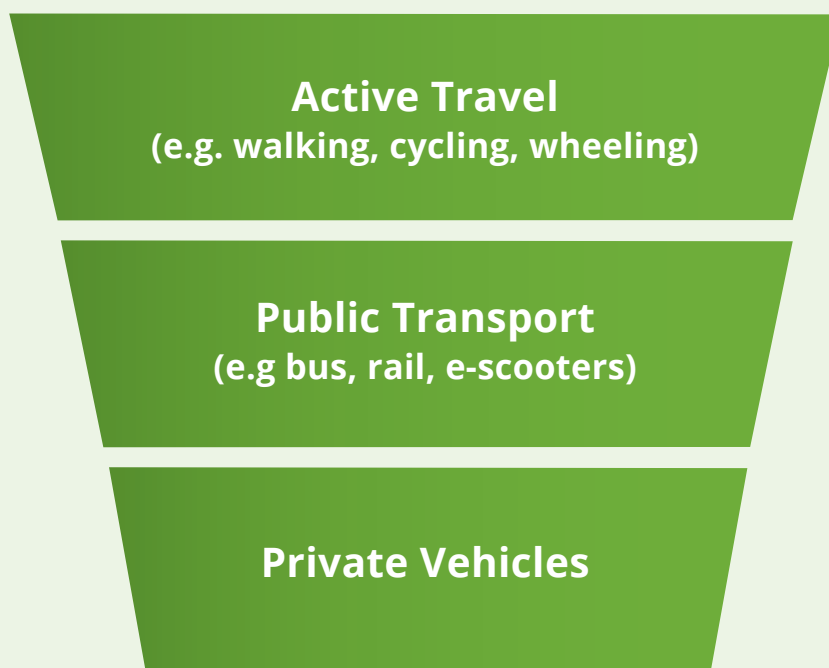 Active Travel
(e.g. walking, cycling, wheeling)
Public Transport
(e.g bus, rail, e-scooters)
Private Vehicles